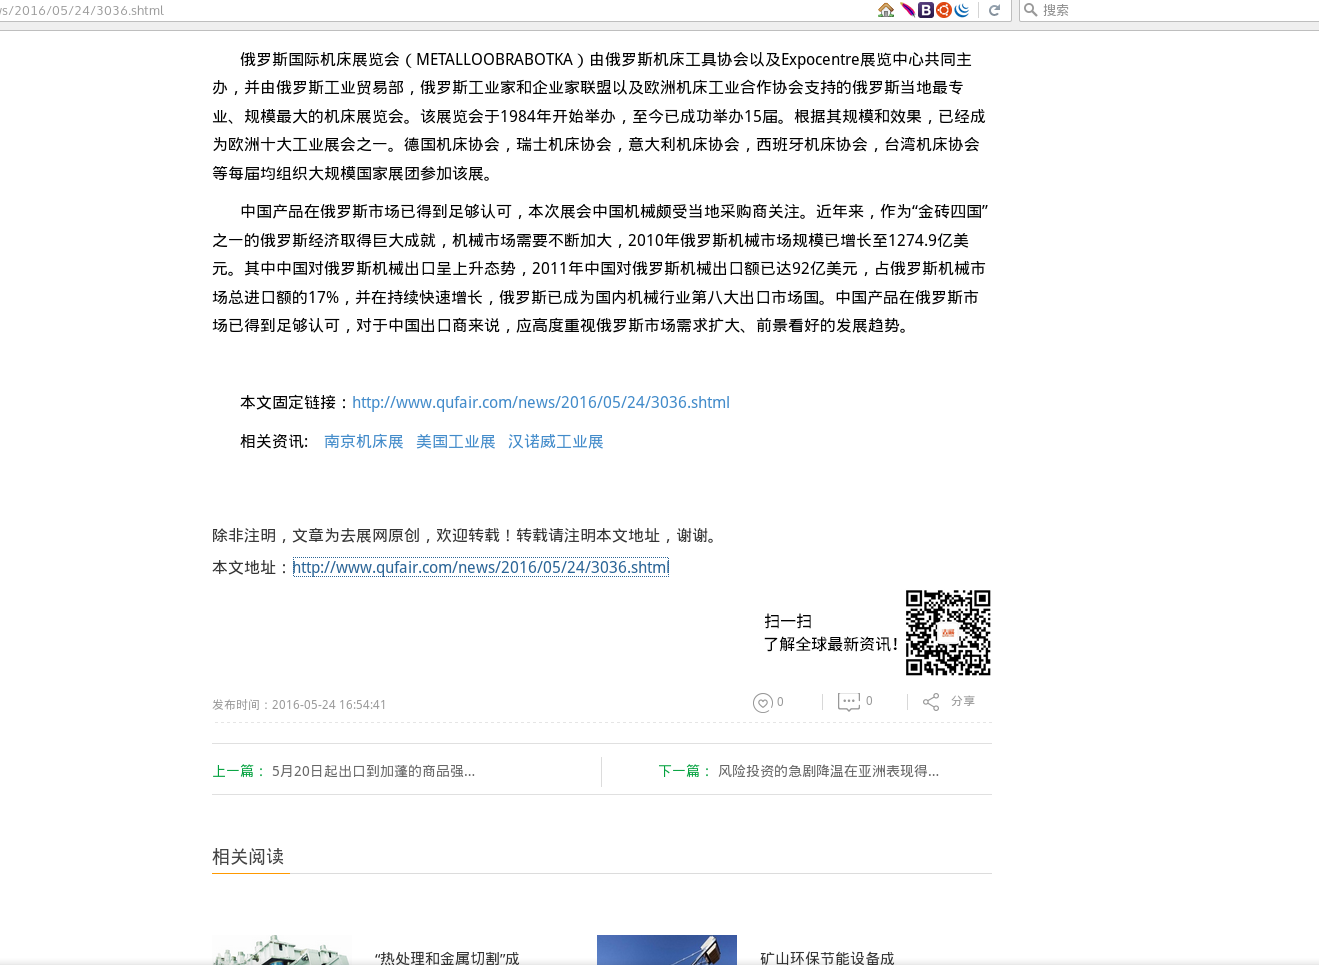 vs/2016/05/24/3036.shtml
搜索
俄罗斯国际机床展览会（METALLOOBRABOTKA）由俄罗斯机床工具协会以及Expocentre展览中心共同主
办，并由俄罗斯工业贸易部，俄罗斯工业家和企业家联盟以及欧洲机床工业合作协会支持的俄罗斯当地最专
业、规模最大的机床展览会。该展览会于1984年开始举办，至今已成功举办15届。根据其规模和效果，已经成
为欧洲十大工业展会之一。德国机床协会，瑞士机床协会，意大利机床协会，西班牙机床协会，台湾机床协会
等每届均组织大规模国家展团参加该展。
中国产品在俄罗斯市场已得到足够认可，本次展会中国机械颇受当地采购商关注。近年来，作为“金砖四国”
之一的俄罗斯经济取得巨大成就，机械市场需要不断加大，2010年俄罗斯机械市场规模已增长至1274.9亿美
元。其中中国对俄罗斯机械出口呈上升态势，2011年中国对俄罗斯机械出口额已达92亿美元，占俄罗斯机械市
场总进口额的17%，并在持续快速增长，俄罗斯已成为国内机械行业第八大出口市场国。中国产品在俄罗斯市
场已得到足够认可，对于中国出口商来说，应高度重视俄罗斯市场需求扩大、前景看好的发展趋势。
本文固定链接：http://www.qufair.com/news/2016/05/24/3036.shtml
相关资讯: 南京机床展 美国工业展 汉诺威工业展
除非注明，文章为去展网原创，欢迎转载！转载请注明本文地址，谢谢。
本文地址：http://www.qufair.com/news/2016/05/24/3036.shtml
扫一扫
了解全球最新资讯！
发布时间：2016-05-24 16:54:41 0 0 分享
上一篇： 5月20日起出口到加蓬的商品强... 下一篇： 风险投资的急剧降温在亚洲表现得...
相关阅读
“热处理和金属切割”成 矿山环保节能设备成